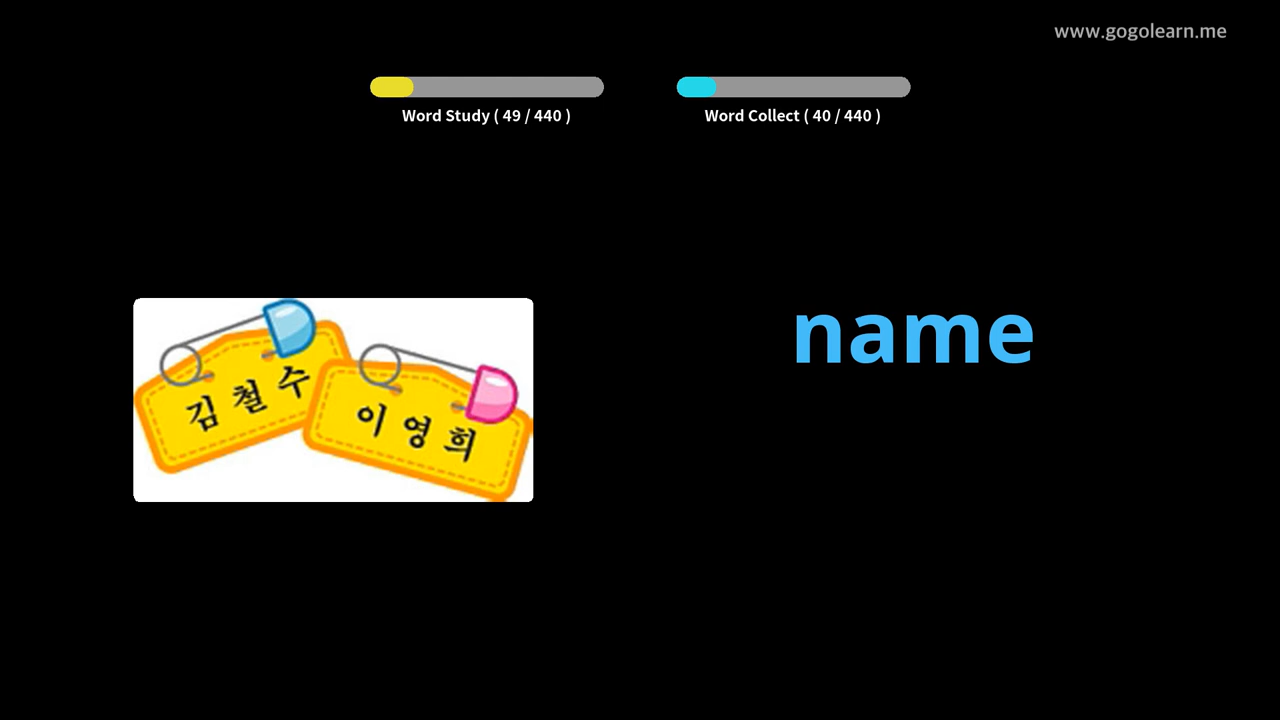 www.gogolearn.me
Word Study ( 49 / 440 )
Word Collect ( 40 / 440 )
김 철 수
이 영 희
name